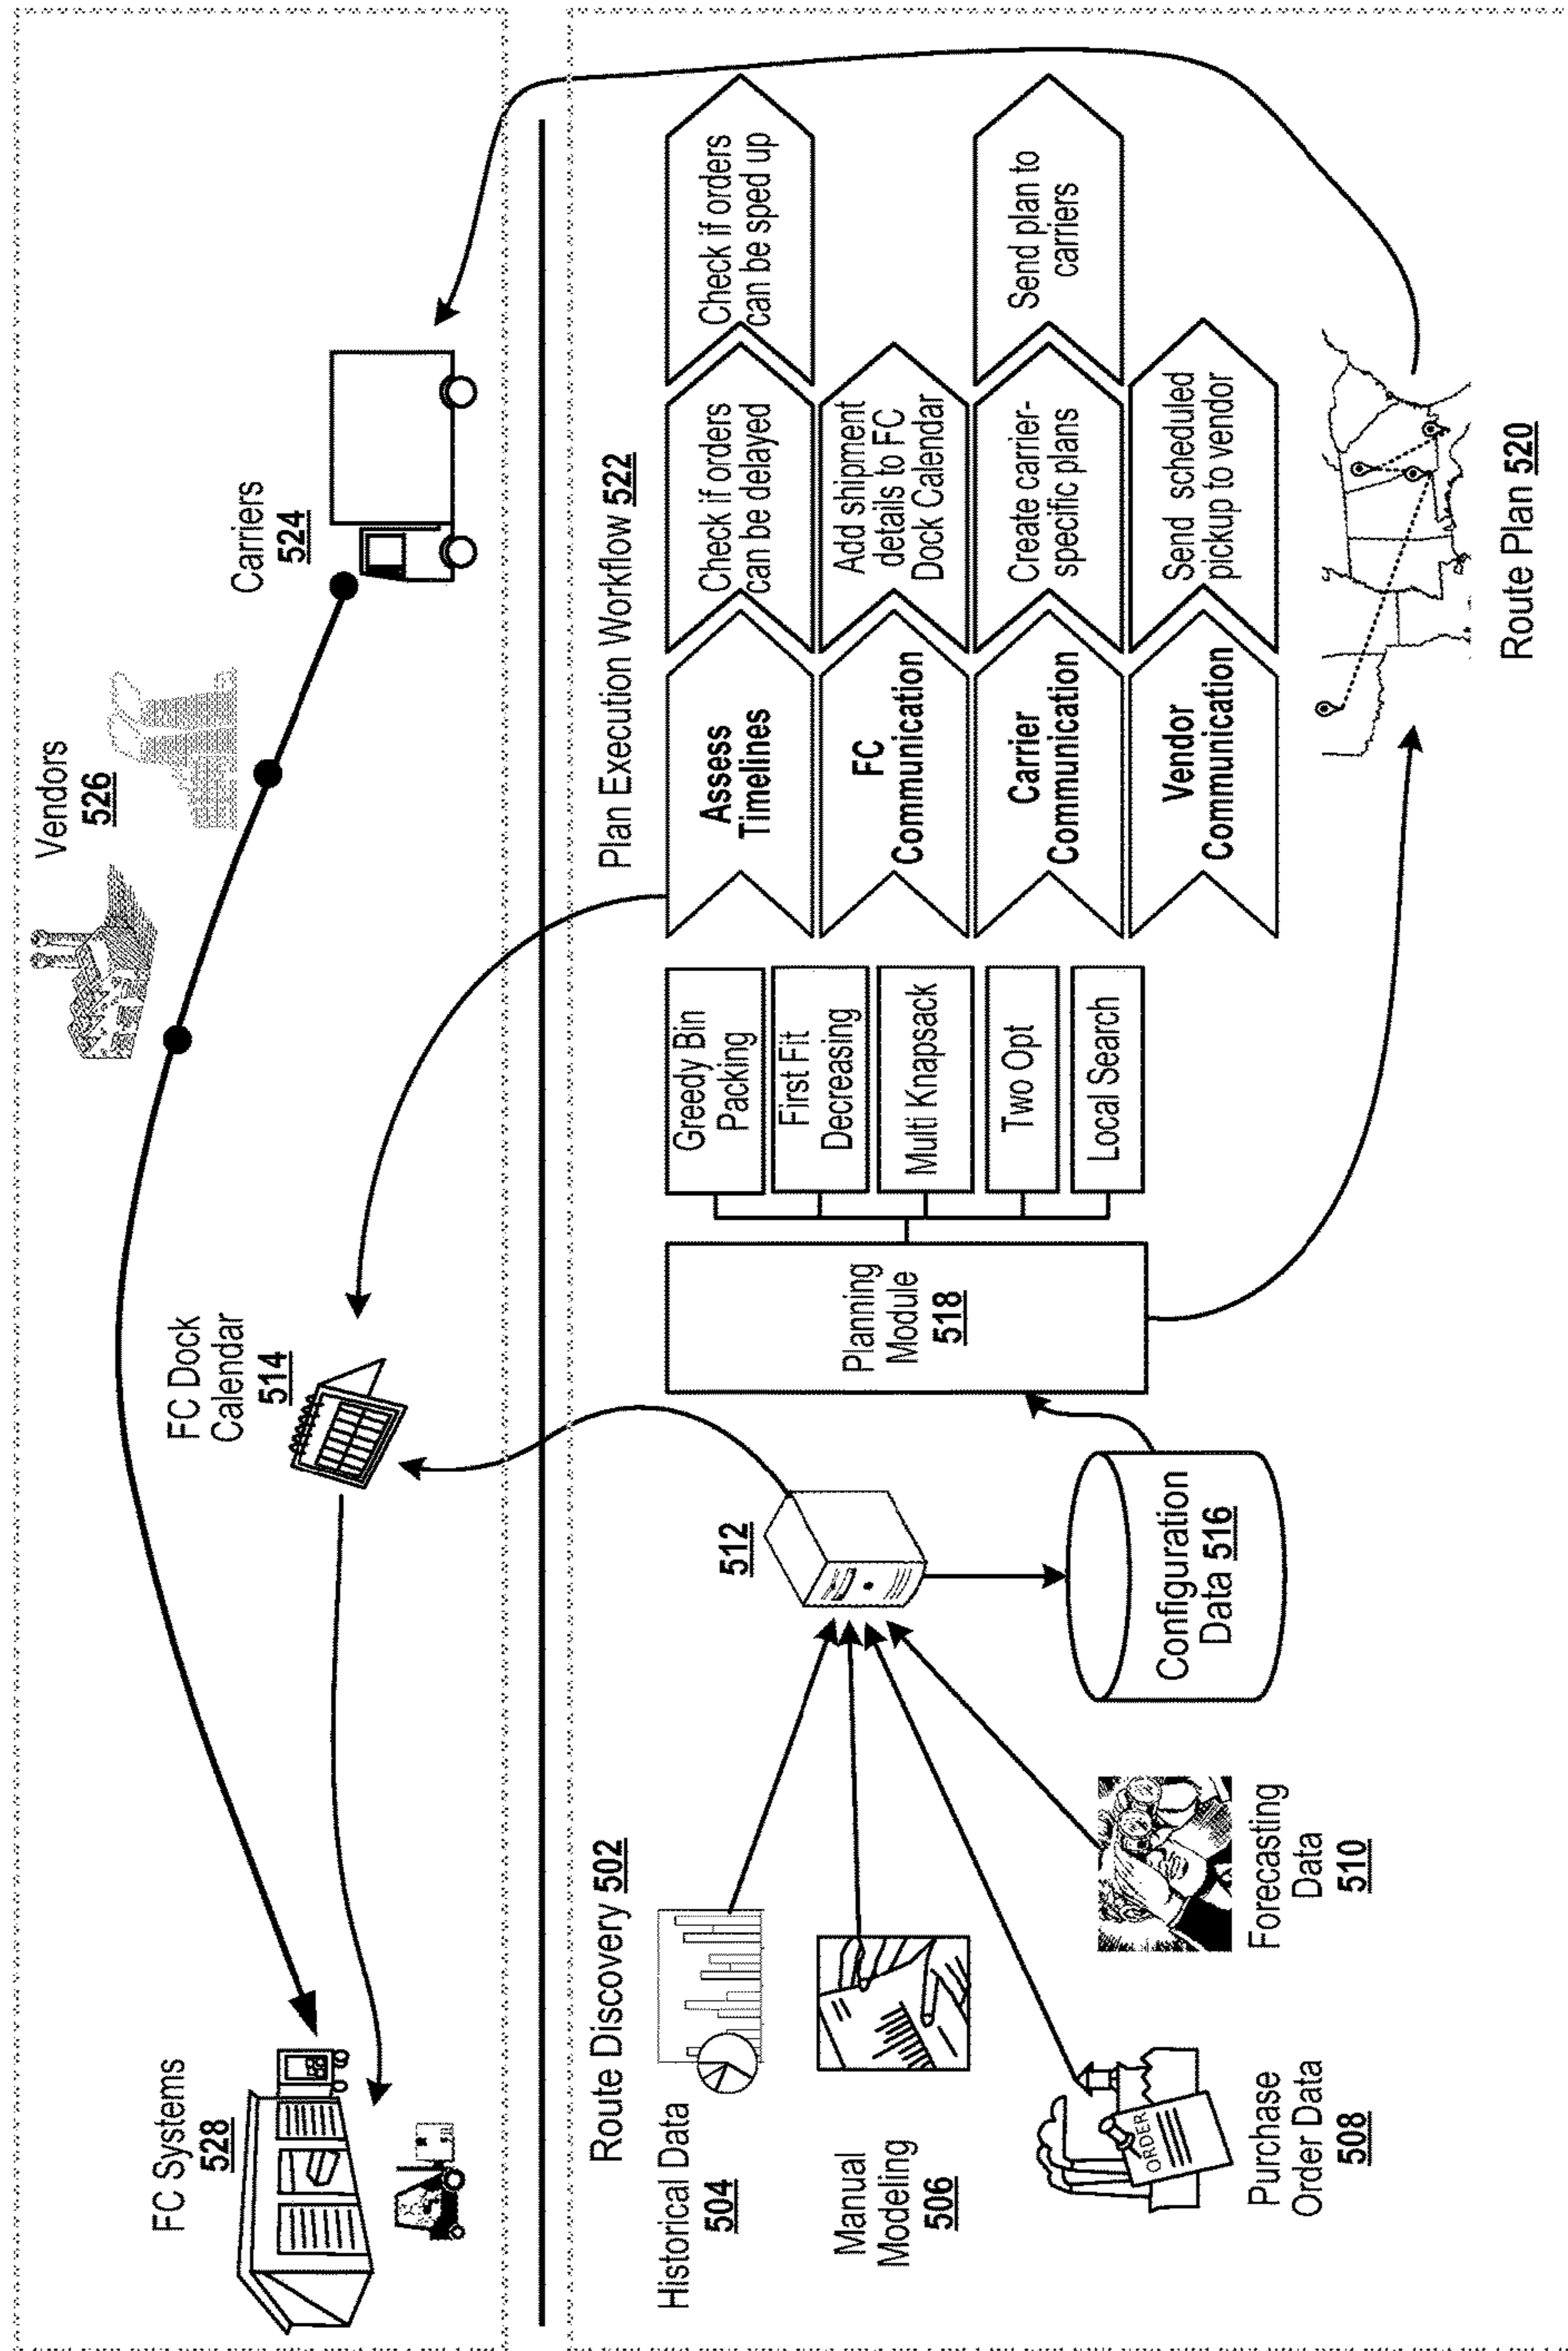 FC Systems
528
FC Dock
Calendar
514
Vendors
526
Carriers
524
Route Discovery 502
Historical Data
504
Manual
Modeling
506
ORDER
Purchase
Order Data
508
Forecasting
Data
510
512
Configuration
Data 516
Planning
Module
518
Greedy Bin
Packing
First Fit
Decreasing
Multi Knapsack
Two Opt
Local Search
Plan Execution Workflow 522
Assess
Timelines
Check if orders
can be delayed
Check if orders
can be sped up
FC
Communication
Add shipment
details to FC
Dock Calendar
Carrier
Communication
Create carrier-
specific plans
Send plan to
carriers
Vendor
Communication
Send scheduled
pickup to vendor
Route Plan 520